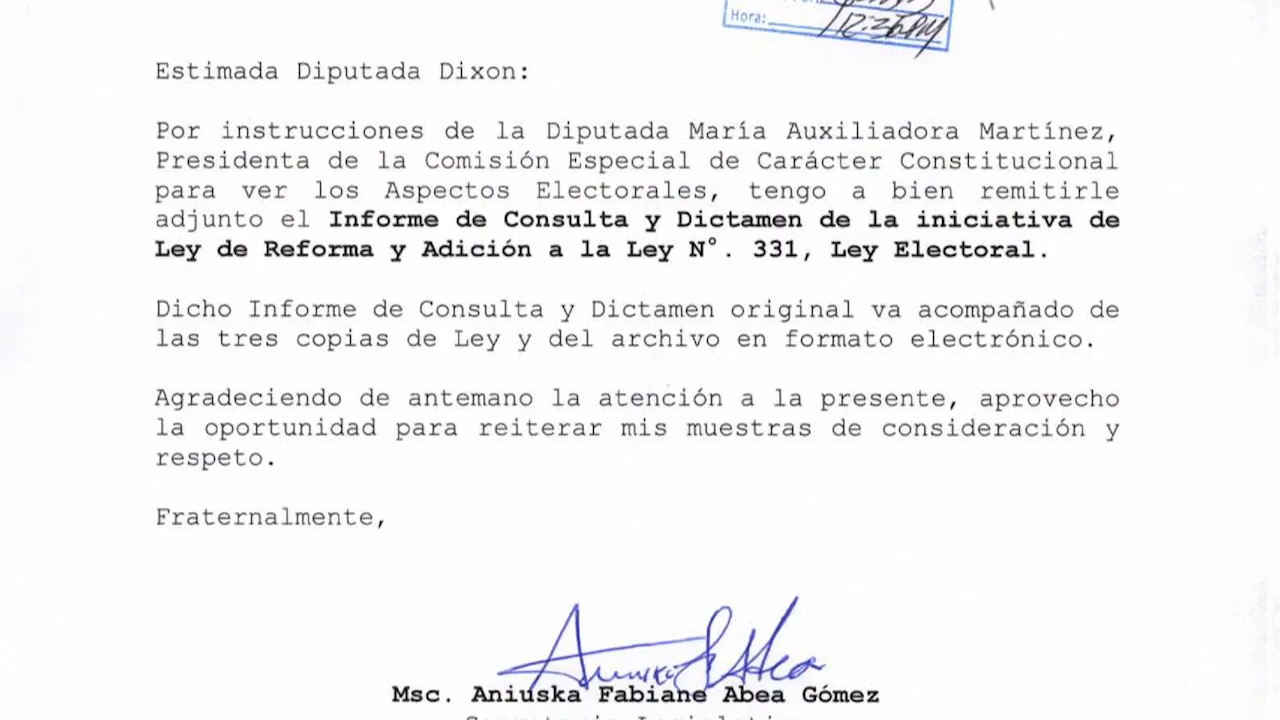 Hora: 12:36PM
Estimada Diputada Dixon:
Por instrucciones de la Diputada María Auxiliadora Martínez,
Presidenta de la Comisión Especial de Carácter Constitucional
para ver los Aspectos Electorales, tengo a bien remitirle
adjunto el Informe de Consulta y Dictamen de la iniciativa de
Ley de Reforma y Adición a la Ley N°. 331, Ley Electoral.
Dicho Informe de Consulta y Dictamen original va acompañado de
las tres copias de Ley y del archivo en formato electrónico.
Agradeciendo de antemano la atención a la presente, aprovecho
la oportunidad para reiterar mis muestras de consideración y
respeto.
Fraternalmente,
Msc. Aniuska Fabiane Abea Gómez